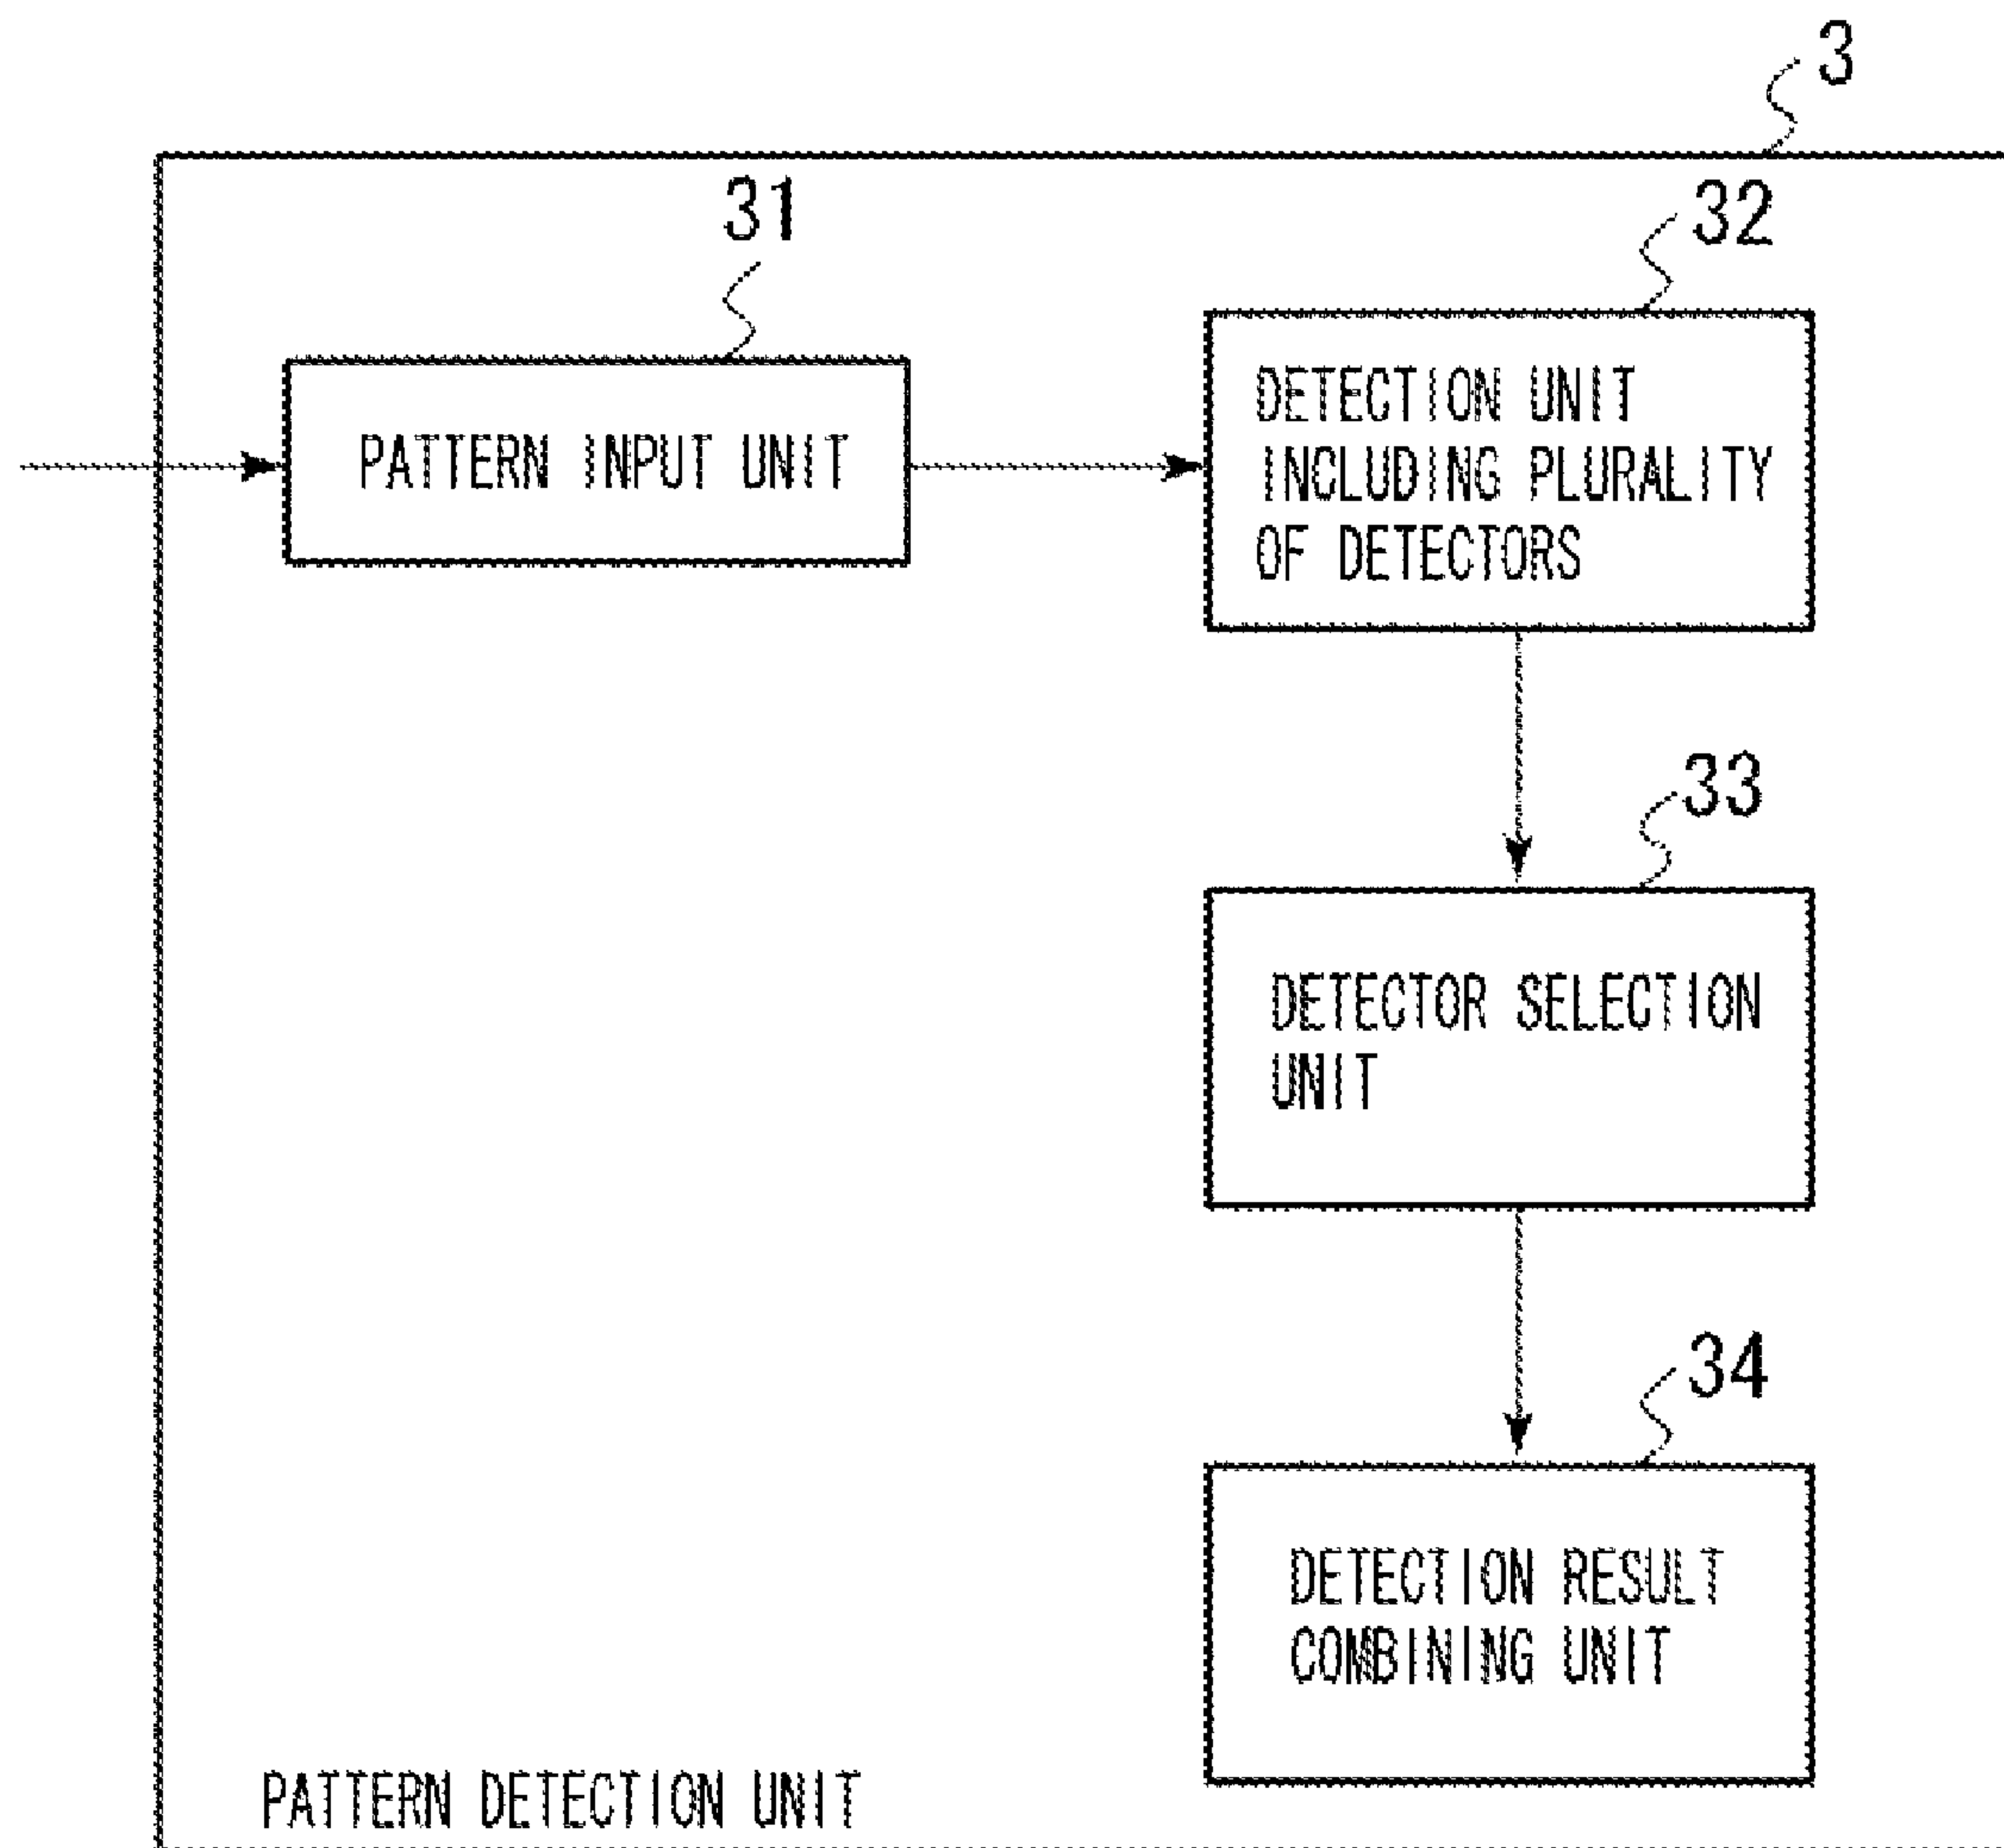 3
31
32
PATTERN INPUT UNIT
DETECTION UNIT
INCLUDING PLURALITY
OF DETECTORS
33
DETECTOR SELECTION
UNIT
34
DETECTION RESULT
COMBINING UNIT
PATTERN DETECTION UNIT